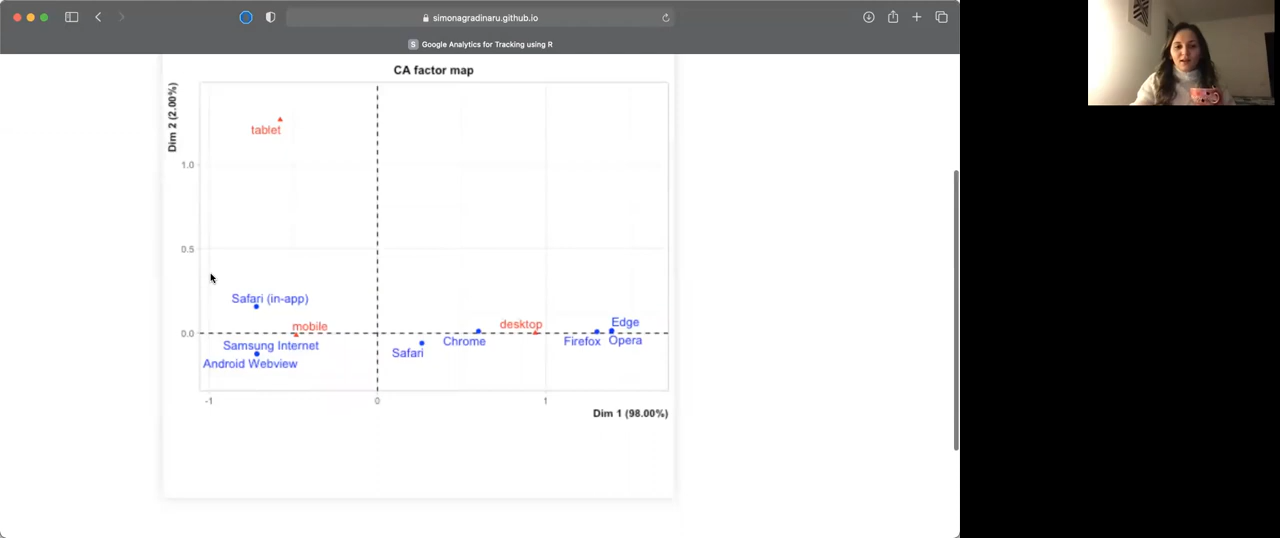 simonagradinaru.github.io
S Google Analytics for Tracking using R
CA factor map
Dim 2 (2.00%)
tablet
1.0
0.5
Safari (in-app)
mobile
desktop
Edge
0.0
Samsung Internet
Safari
Chrome
Firefox
Opera
Android Webview
-1
0
1
Dim 1 (98.00%)